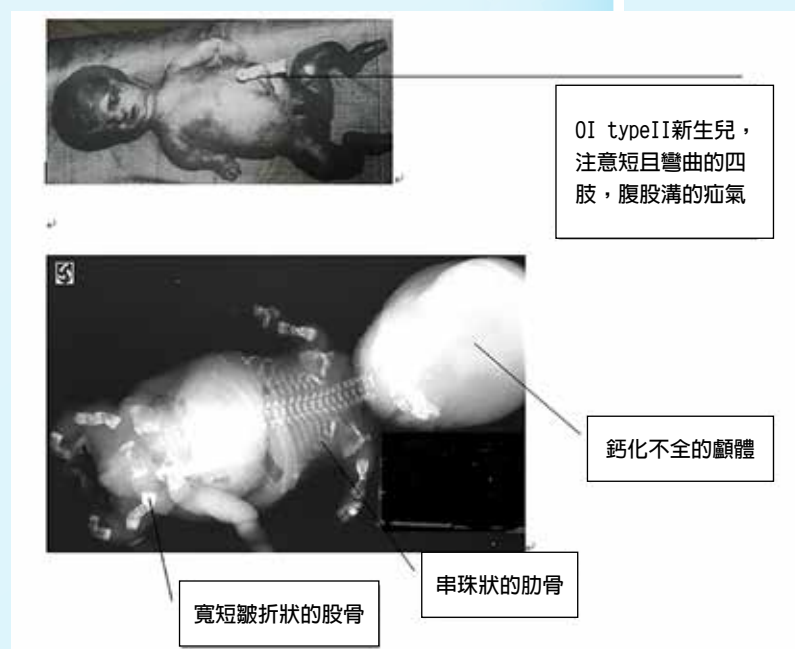 OI typeII新生兒，
注意短且彎曲的四
肢，腹股溝的疝氣
鈣化不全的顱體
串珠狀的肋骨
寬短皺折狀的股骨